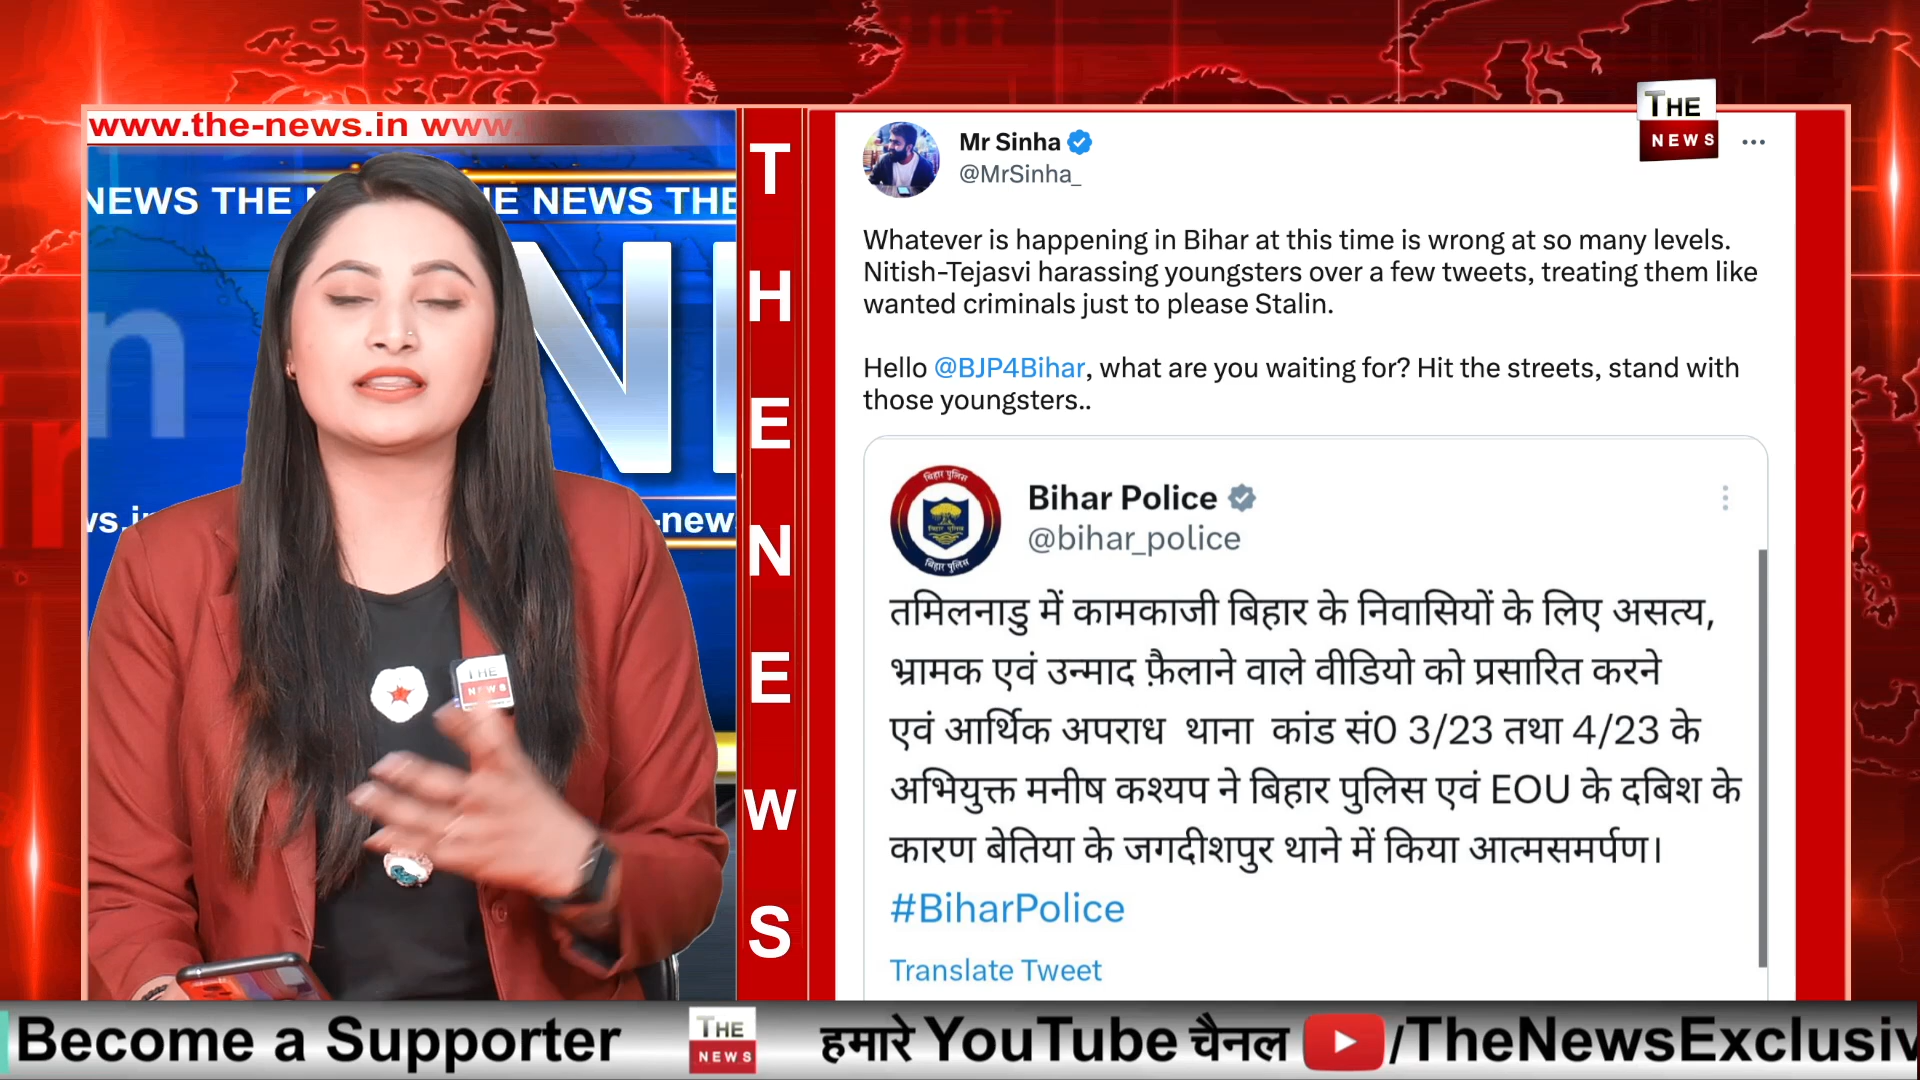 www.the-news.in www.
NEWS THE
E NEWS THE
n
NE
in
vs.in
-news
THE
NEWS
T
H
E
N
E
W
S
THE
NEWS
Mr Sinha
@MrSinha_
Whatever is happening in Bihar at this time is wrong at so many levels.
Nitish-Tejasvi harassing youngsters over a few tweets, treating them like
wanted criminals just to please Stalin.
Hello @BJP4Bihar, what are you waiting for? Hit the streets, stand with
those youngsters..
बिहार पुलिस
बिहार पुलिस
बिहार पुलिस
Bihar Police
@bihar_police
तमिलनाडु में कामकाजी बिहार के निवासियों के लिए असत्य,
भ्रामक एवं उन्माद फ़ैलाने वाले वीडियो को प्रसारित करने
एवं आर्थिक अपराध थाना कांड सं0 3/23 तथा 4/23 के
अभियुक्त मनीष कश्यप ने बिहार पुलिस एवं EOU के दबिश के
कारण बेतिया के जगदीशपुर थाने में किया आत्मसमर्पण।
#BiharPolice
Translate Tweet
Become a Supporter
THE
NEWS
हमारे YouTube चैनल /TheNewsExclusiv